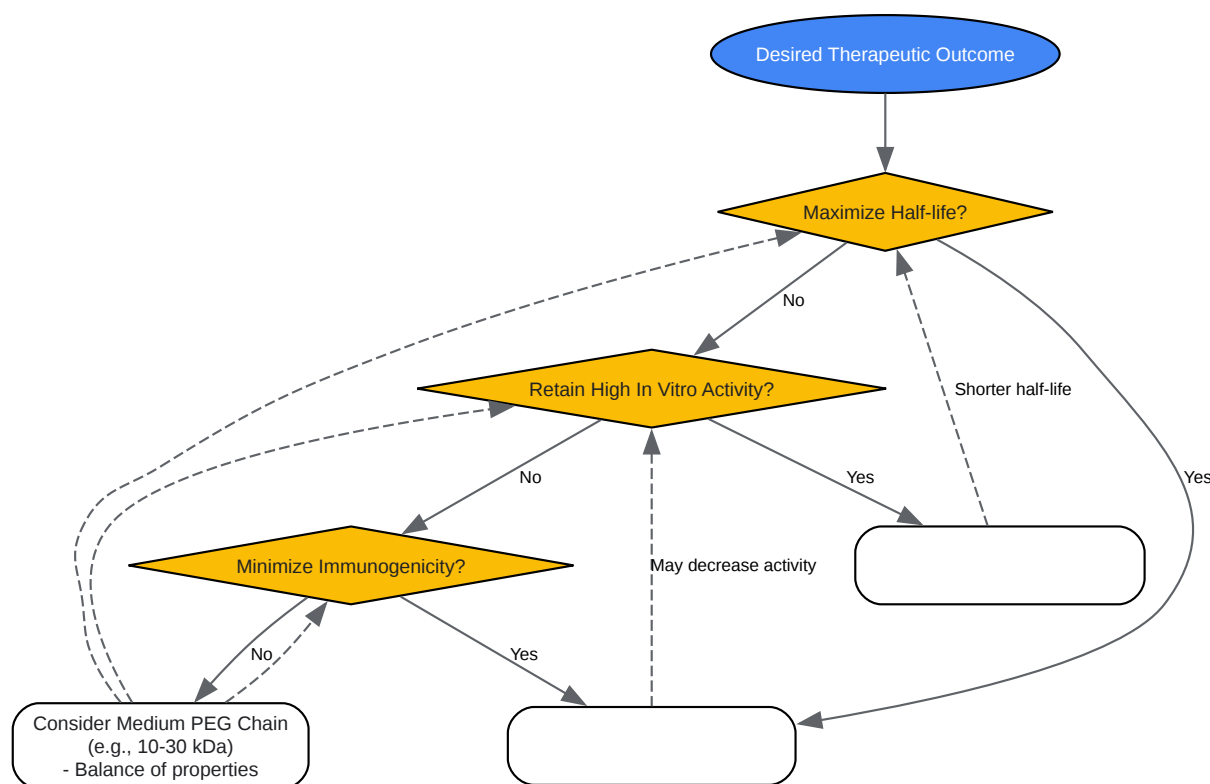 Desired Therapeutic Outcome
Maximize Half-life?
No
Retain High In Vitro Activity?
Shorter half-life
No
Yes
Yes
Minimize Immunogenicity?
May decrease activity
No
Yes
Consider Medium PEG Chain
(e.g., 10-30 kDa)
- Balance of properties